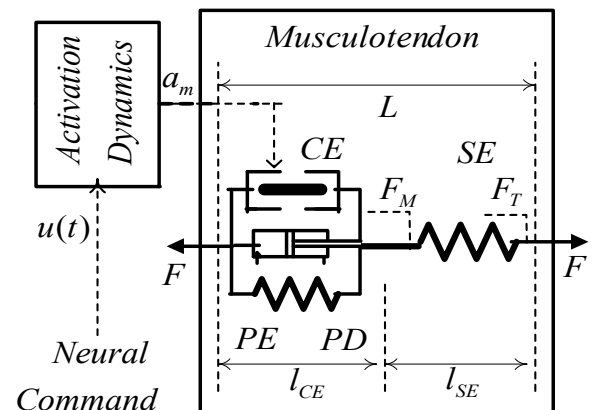 Musculotendon
Activation
Dynamics
a_m
L
CE
SE
F_M
F_T
u(t)
F
F
PE
PD
l_CE
l_SE
Neural
Command